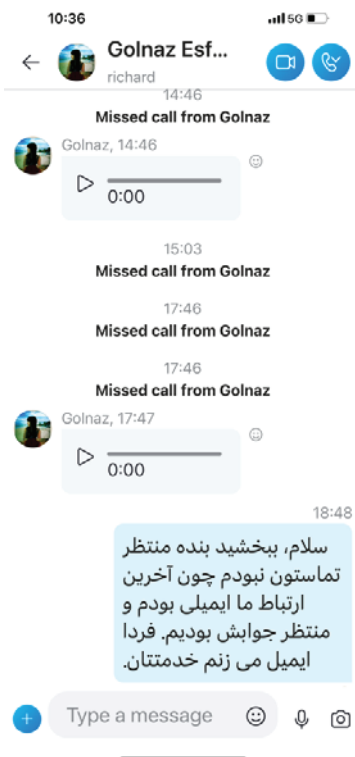 10:36
5G
Golnaz Esf...
richard
14:46
Missed call from Golnaz
Golnaz, 14:46
0:00
15:03
Missed call from Golnaz
17:46
Missed call from Golnaz
17:46
Missed call from Golnaz
Golnaz, 17:47
0:00
18:48
سلام، ببخشید بنده منتظر
تماستون نبودم چون آخرین
ارتباط ما ایمیلی بودم و
منتظر جوابش بودیم. فردا
ایمیل می زنم خدمتتان.
Type a message